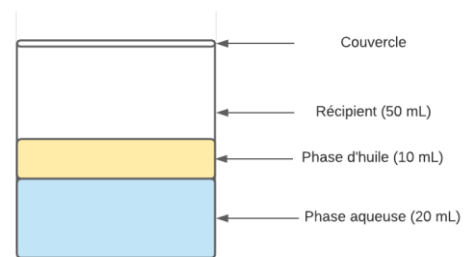 Couvercle
Récipient (50 mL)
Phase d'huile (10 mL)
Phase aqueuse (20 mL)